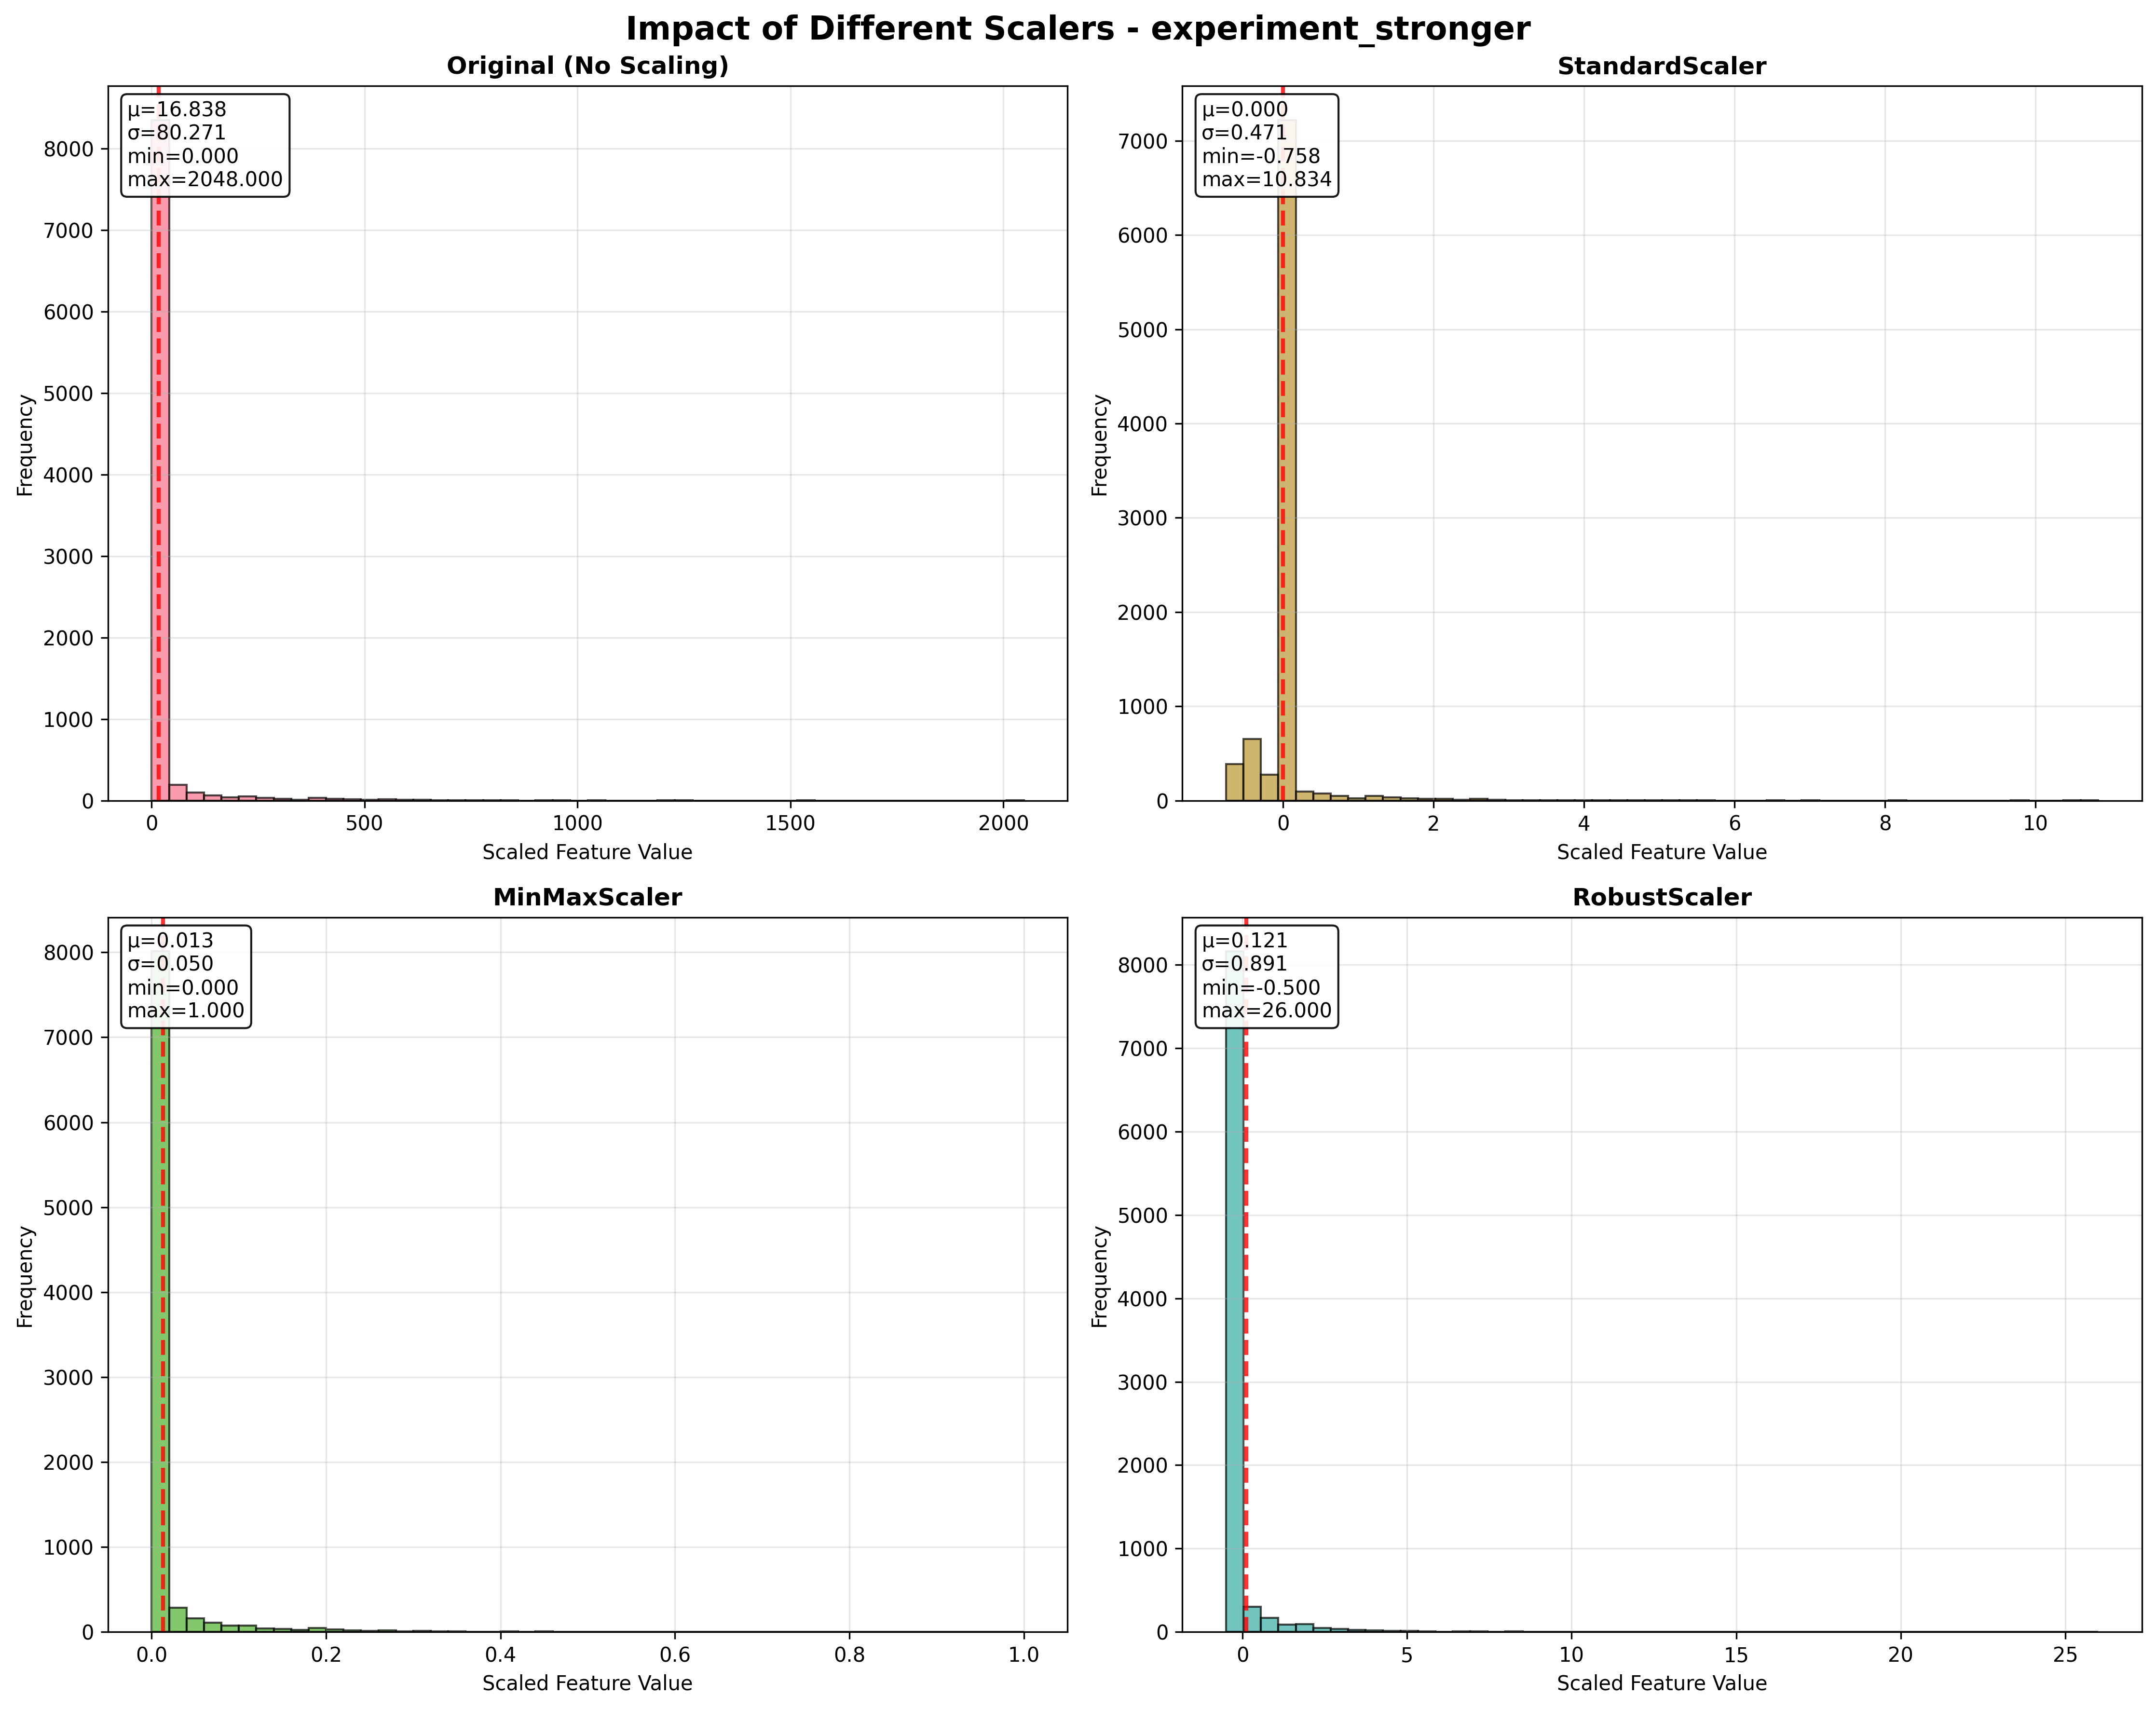 Impact of Different Scalers - experiment_stronger
Original (No Scaling)
μ=16.838
σ=80.271
min=0.000
max=2048.000
Frequency
8000
7000
6000
5000
4000
3000
2000
1000
0
0 500 1000 1500 2000
Scaled Feature Value
StandardScaler
μ=0.000
σ=0.471
min=-0.758
max=10.834
Frequency
7000
6000
5000
4000
3000
2000
1000
0
0 2 4 6 8 10
Scaled Feature Value
MinMaxScaler
μ=0.013
σ=0.050
min=0.000
max=1.000
Frequency
8000
7000
6000
5000
4000
3000
2000
1000
0
0.0 0.2 0.4 0.6 0.8 1.0
Scaled Feature Value
RobustScaler
μ=0.121
σ=0.891
min=-0.500
max=26.000
Frequency
8000
7000
6000
5000
4000
3000
2000
1000
0
0 5 10 15 20 25
Scaled Feature Value